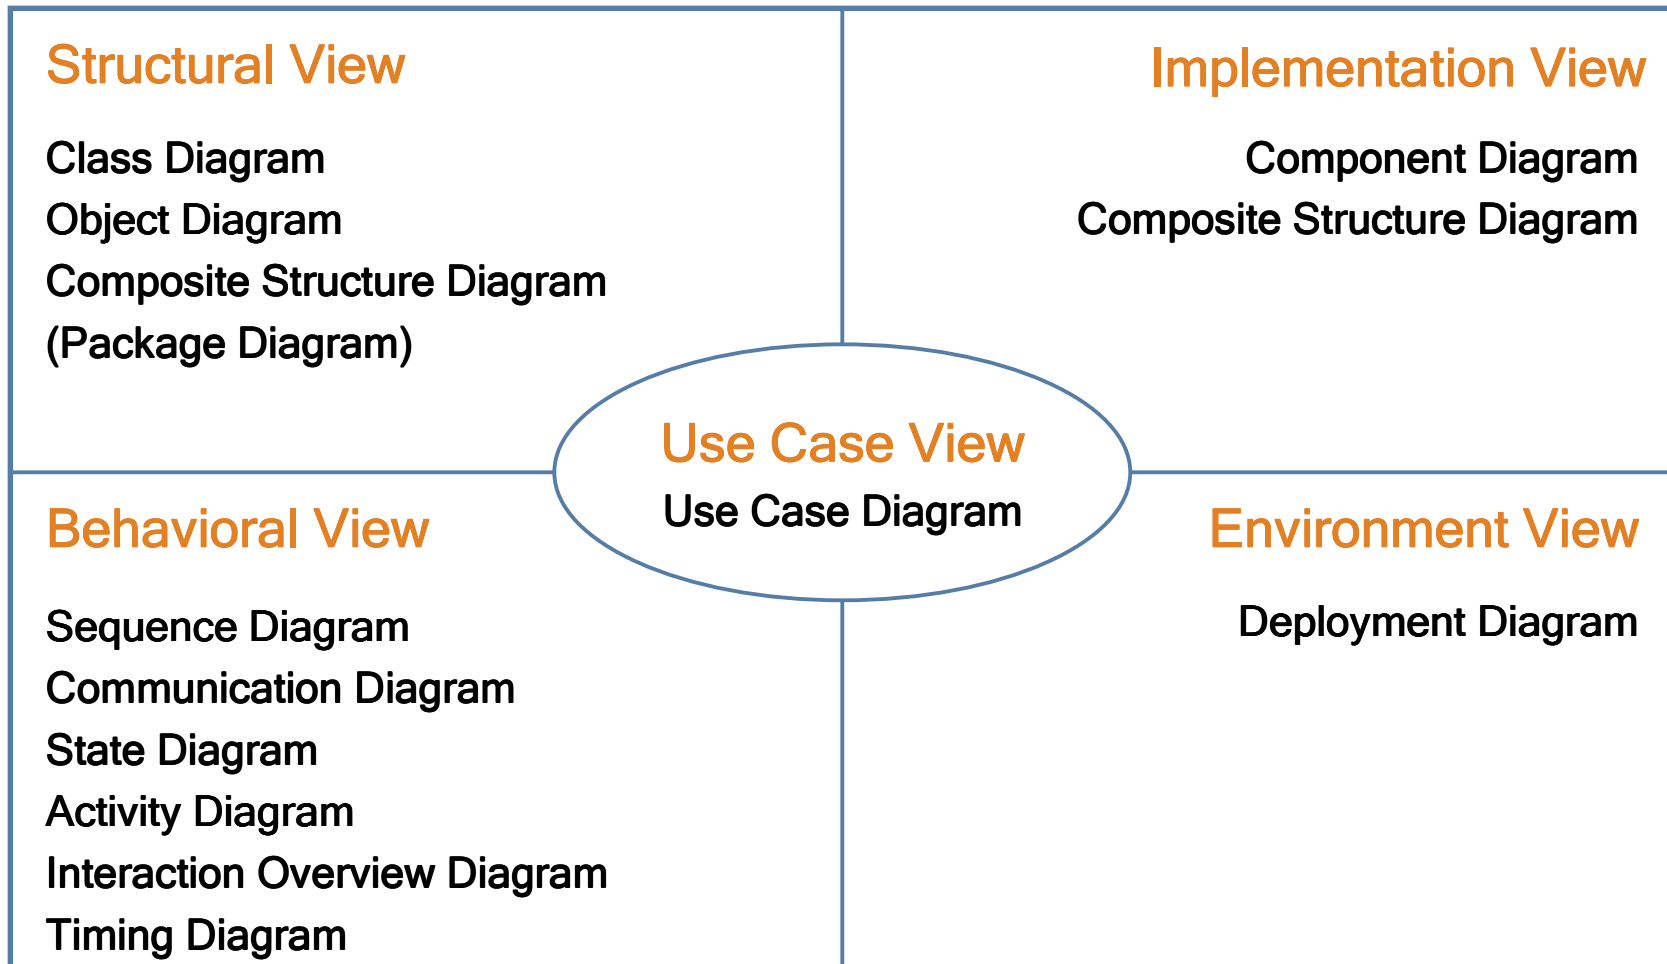 Structural View
Class Diagram
Object Diagram
Composite Structure Diagram
(Package Diagram)
Implementation View
Component Diagram
Composite Structure Diagram
Use Case View
Use Case Diagram
Behavioral View
Sequence Diagram
Communication Diagram
State Diagram
Activity Diagram
Interaction Overview Diagram
Timing Diagram
Environment View
Deployment Diagram